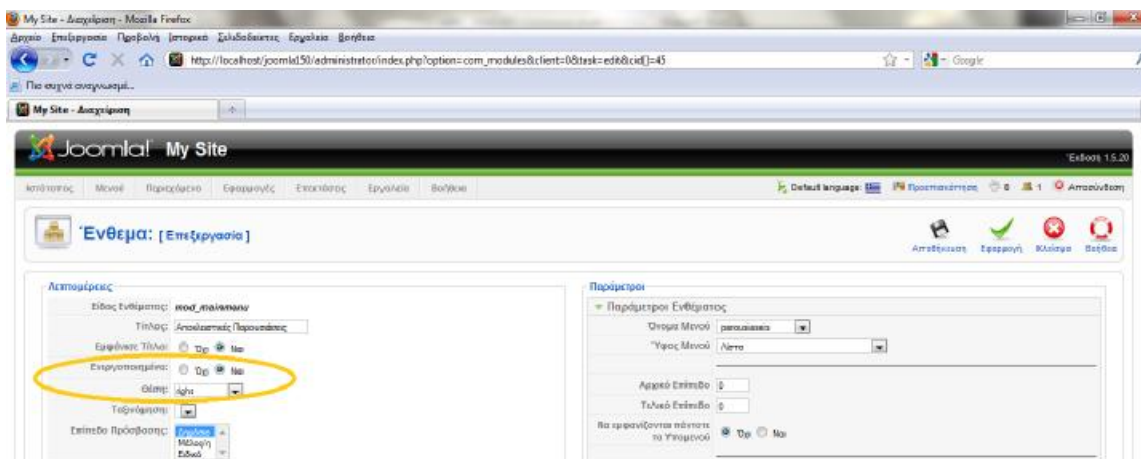 My Site - Διαχείριση - Mozilla Firefox
Αρχείο Επεξεργασία Προβολή Ιστορικό Σελιδοδείκτες Εργαλεία Βοήθεια
http://localhost/joomla150/administrator/index.php?option=com_modules&client=0&task=edit&cid[]=45
Google
Πιο συχνά αναγνωσμέ...
My Site - Διαχείριση
Joomla! My Site
Έκδοση 1.5.20
Ιστότοπος Μενού Περιεχόμενο Εφαρμογές Επεκτάσεις Εργαλεία Βοήθεια
Default language: Προεπισκόπηση 0 1 Αποσύνδεση
Ένθεμα: [Επεξεργασία]
Αποθήκευση Εφαρμογή Κλείσιμο Βοήθεια
Λεπτομέρειες
Είδος Ενθέματος: mod_mainmenu
Τίτλος: Αποκλειστικές Παρουσιάσεις
Εμφάνισε Τίτλο: Όχι Ναι
Ενεργοποιημένο: Όχι Ναι
Θέση: right
Ταξινόμηση:
Επίπεδο Πρόσβασης: Δημόσιο
Μέλος/η
Ειδικό
Παράμετροι
Παράμετροι Ενθέματος
Όνομα Μενού parousiaseis
Ύφος Μενού Λίστα
Αρχικό Επίπεδο 0
Τελικό Επίπεδο 0
Να εμφανίζονται πάντοτε
τα Υπομενού Όχι Ναι